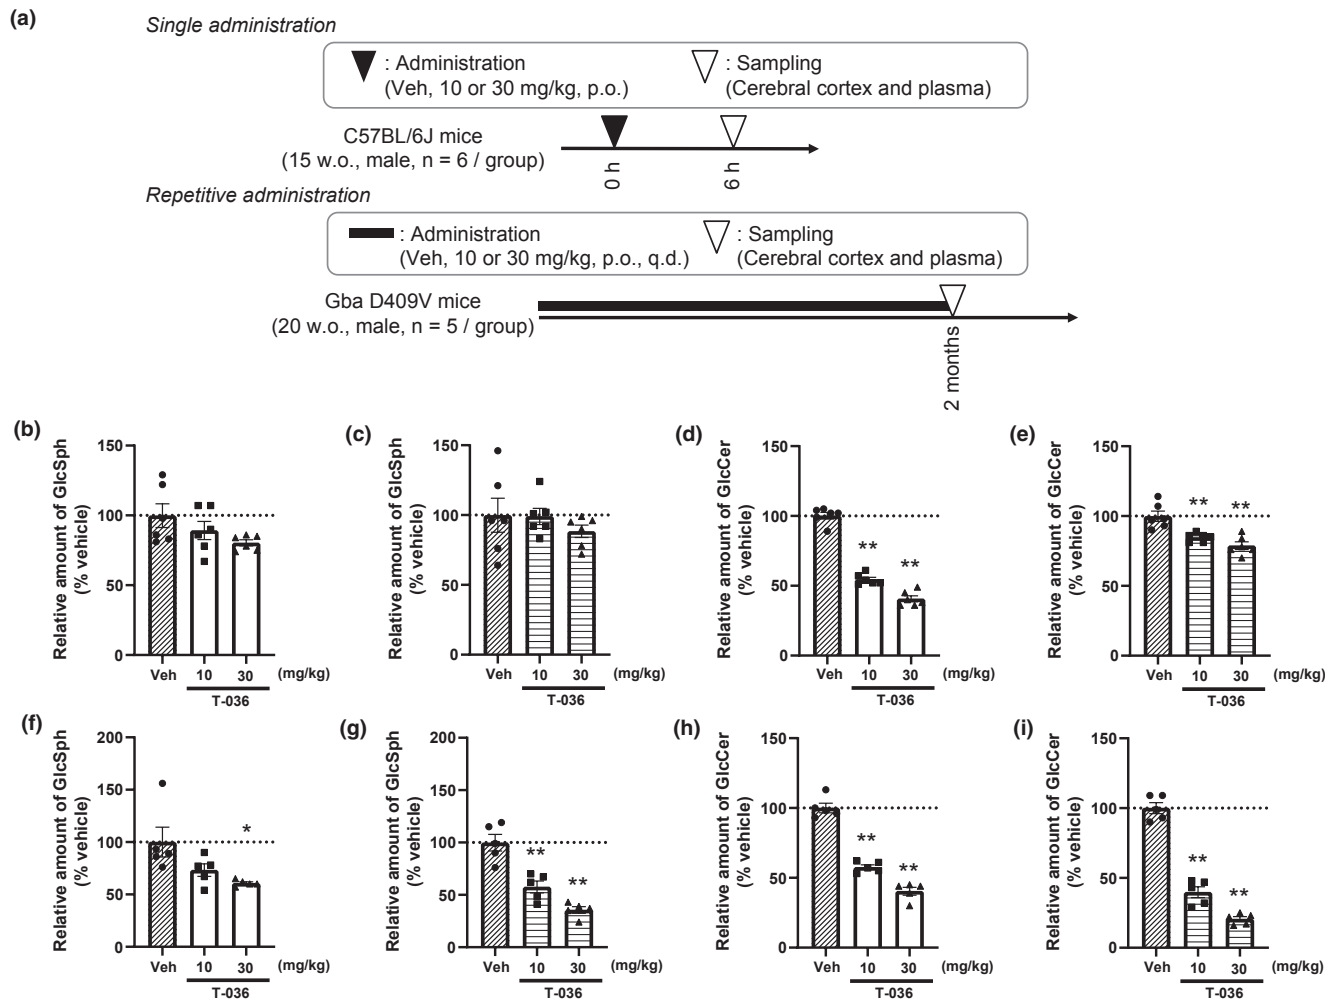 (a)
Single administration
: Administration
(Veh, 10 or 30 mg/kg, p.o.)
: Sampling
(Cerebral cortex and plasma)
C57BL/6J mice
(15 w.o., male, n = 6 / group)
0 h
6 h
Repetitive administration
: Administration
(Veh, 10 or 30 mg/kg, p.o., q.d.)
: Sampling
(Cerebral cortex and plasma)
Gba D409V mice
(20 w.o., male, n = 5 / group)
2 months
(b)
Relative amount of GlcSph
(% vehicle)
150
100
50
0
Veh
10
30
(mg/kg)
T-036
(c)
Relative amount of GlcSph
(% vehicle)
150
100
50
0
Veh
10
30
(mg/kg)
T-036
(d)
Relative amount of GlcCer
(% vehicle)
150
100
50
0
**
**
Veh
10
30
(mg/kg)
T-036
(e)
Relative amount of GlcCer
(% vehicle)
150
100
50
0
**
**
Veh
10
30
(mg/kg)
T-036
(f)
Relative amount of GlcSph
(% vehicle)
200
150
100
50
0
*
Veh
10
30
(mg/kg)
T-036
(g)
Relative amount of GlcSph
(% vehicle)
200
150
100
50
0
**
**
Veh
10
30
(mg/kg)
T-036
(h)
Relative amount of GlcCer
(% vehicle)
150
100
50
0
**
**
Veh
10
30
(mg/kg)
T-036
(i)
Relative amount of GlcCer
(% vehicle)
150
100
50
0
**
**
Veh
10
30
(mg/kg)
T-036